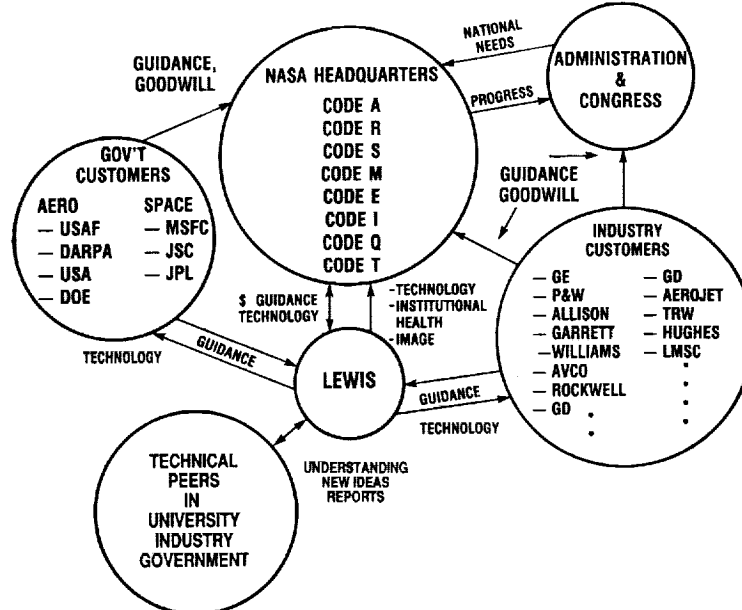 NATIONAL
NEEDS
ADMINISTRATION
&
CONGRESS
GUIDANCE,
GOODWILL
NASA HEADQUARTERS
CODE A
CODE R
CODE S
CODE M
CODE E
CODE I
CODE Q
CODE T
PROGRESS
GOV'T
CUSTOMERS
AERO
— USAF
— DARPA
— USA
— DOE
SPACE
— MSFC
— JSC
— JPL
GUIDANCE
GOODWILL
INDUSTRY
CUSTOMERS
— GE
— P&W
— ALLISON
— GARRETT
—WILLIAMS
— AVCO
— ROCKWELL
— GD
— GD
— AEROJET
— TRW
— HUGHES
— LMSC
$ GUIDANCE
TECHNOLOGY
-TECHNOLOGY
-INSTITUTIONAL
HEALTH
-IMAGE
TECHNOLOGY
GUIDANCE
LEWIS
GUIDANCE
TECHNOLOGY
UNDERSTANDING
NEW IDEAS
REPORTS
TECHNICAL
PEERS
IN
UNIVERSITY
INDUSTRY
GOVERNMENT